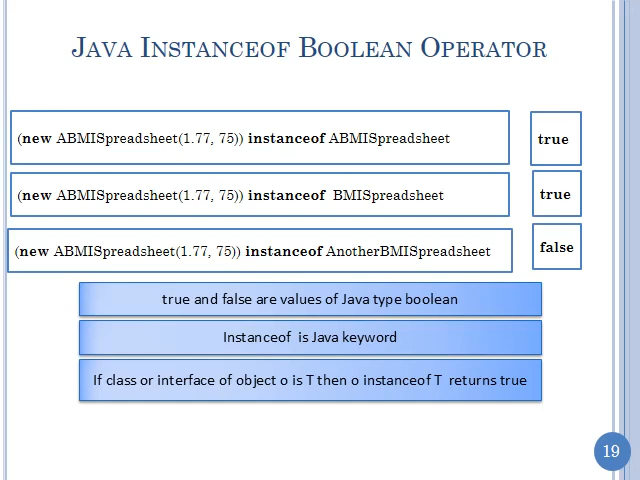 JAVA INSTANCEOF BOOLEAN OPERATOR
(new ABMISpreadsheet(1.77, 75)) instanceof ABMISpreadsheet
true
(new ABMISpreadsheet(1.77, 75)) instanceof BMISpreadsheet
true
(new ABMISpreadsheet(1.77, 75)) instanceof AnotherBMISpreadsheet
false
true and false are values of Java type boolean
Instanceof is Java keyword
If class or interface of object o is T then o instanceof T returns true
19